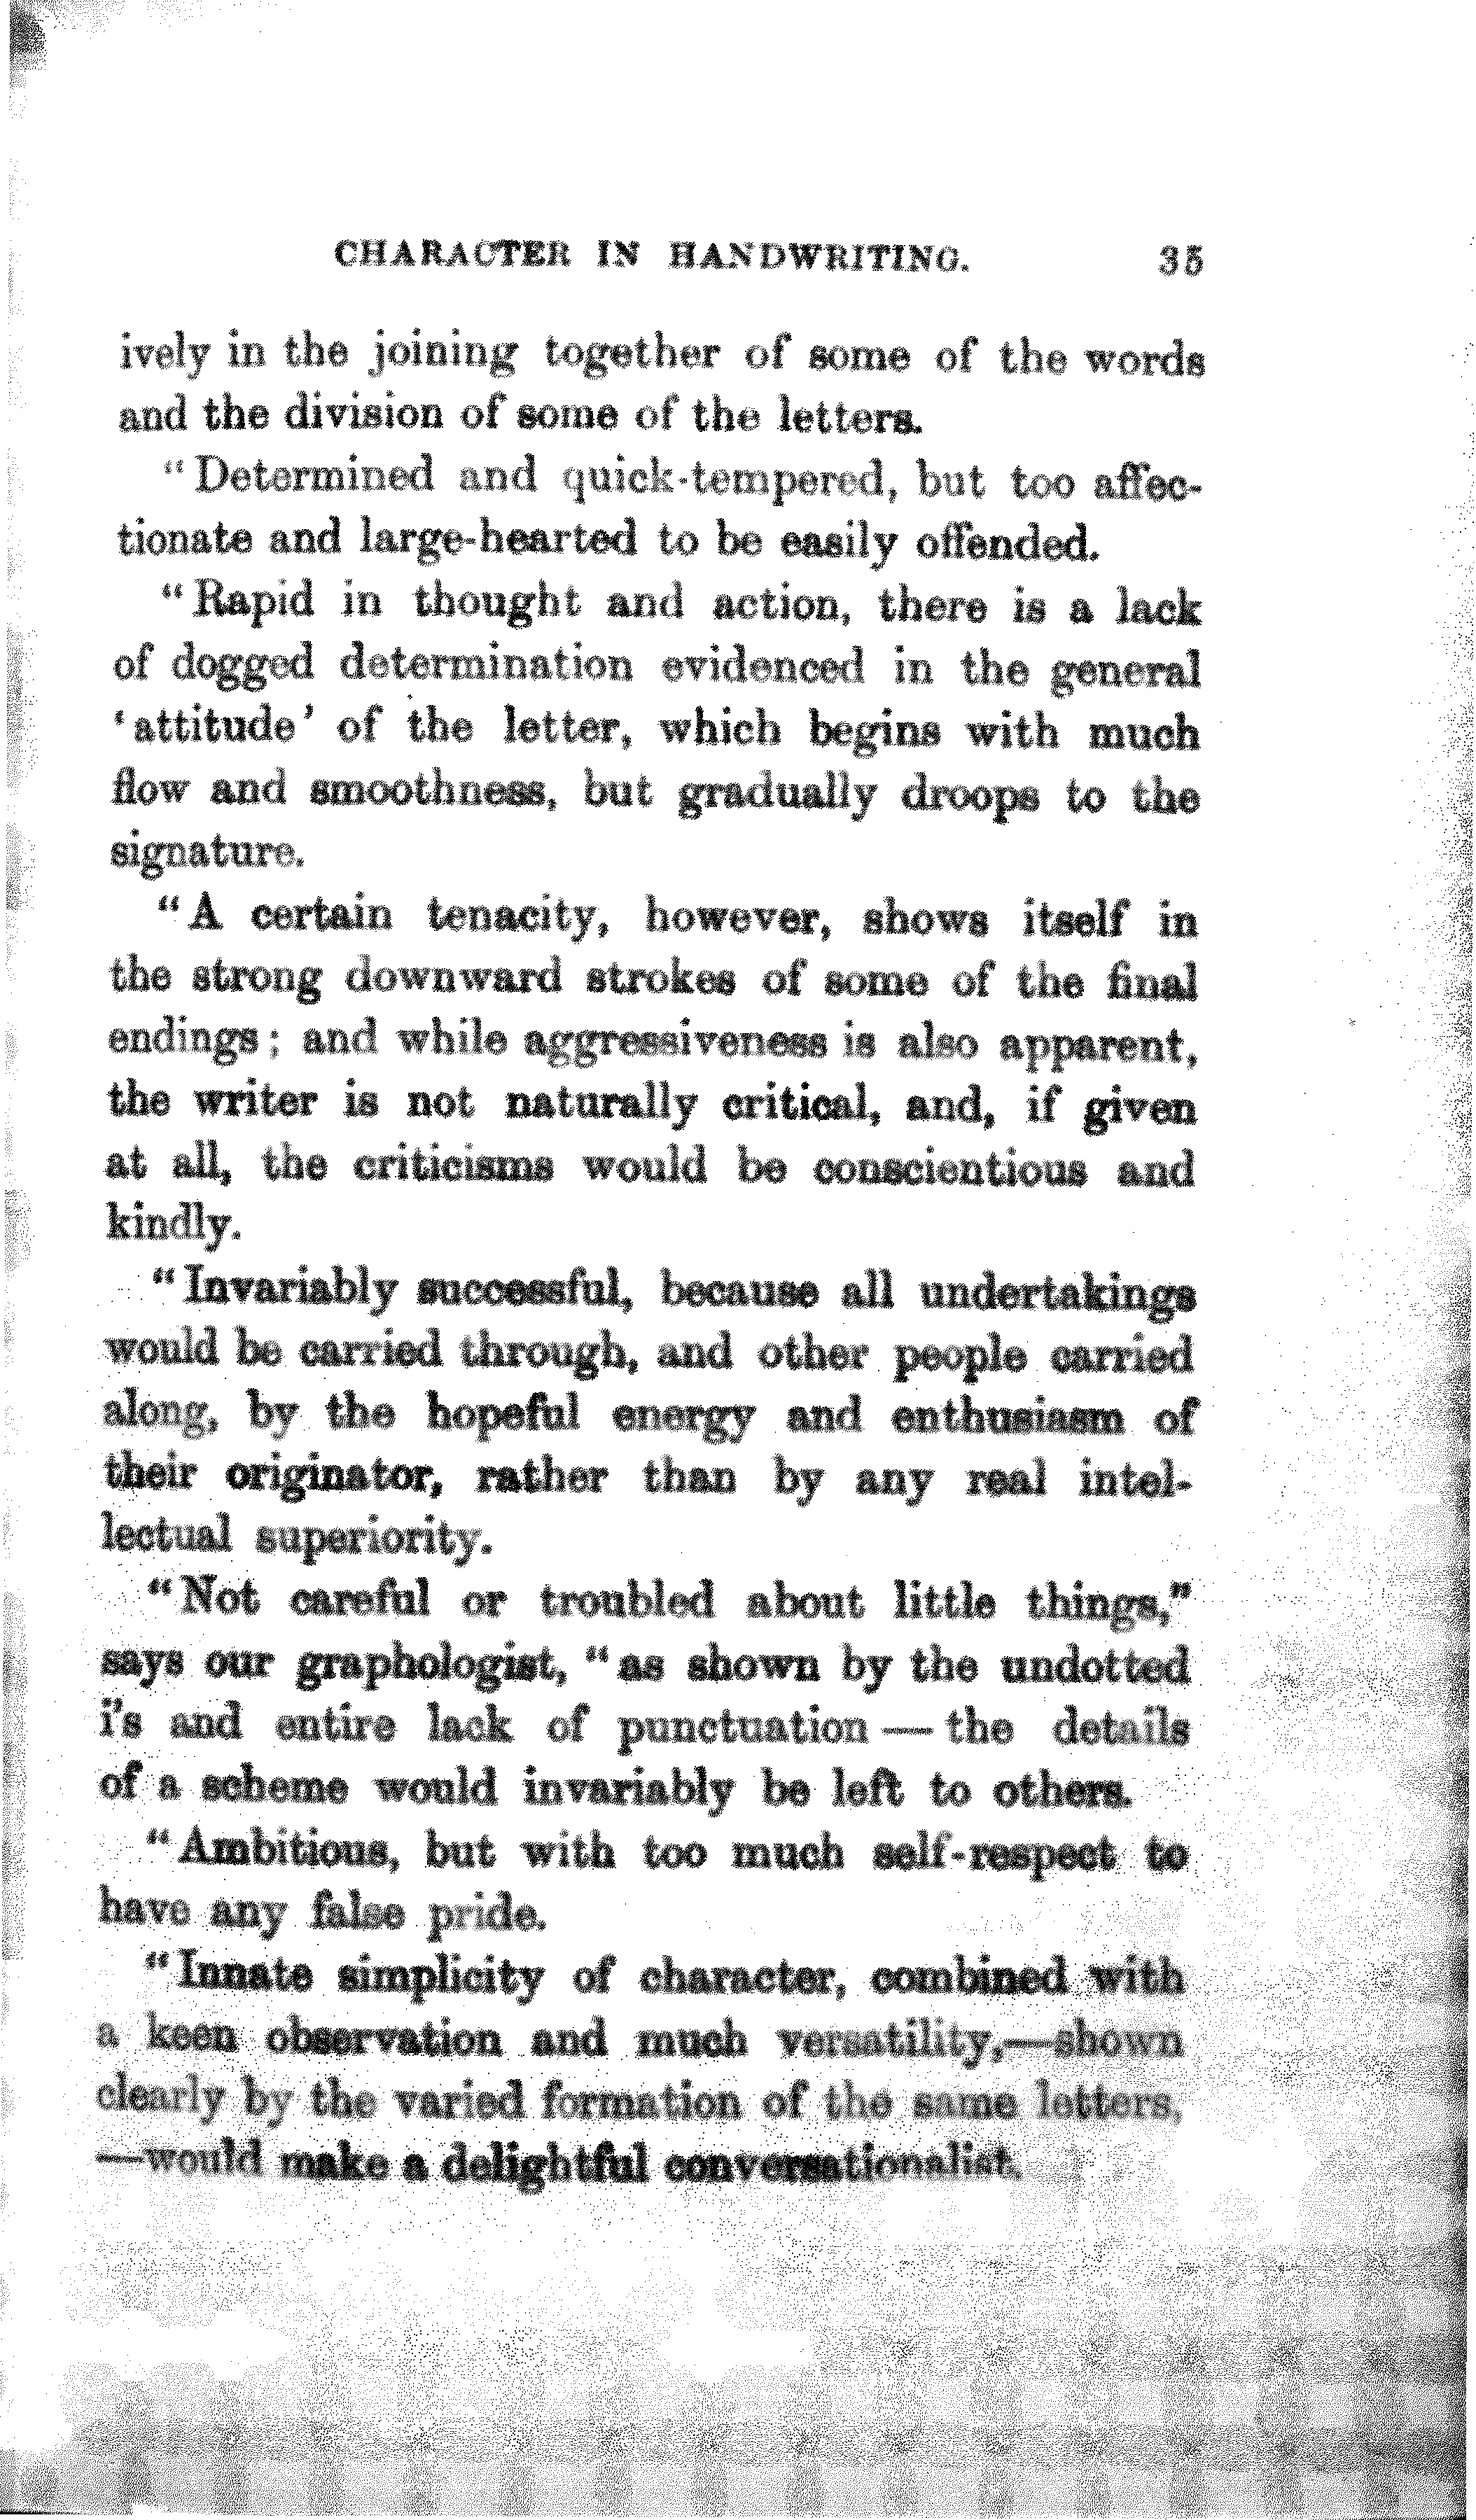 CHARACTER IN HANDWRITING. 35
ively in the joining together of some of the words
and the division of some of the letters.
“Determined and quick-tempered, but too affec-
tionate and large-hearted to be easily offended.
“Rapid in thought and action, there is a lack
of dogged determination evidenced in the general
‘attitude’ of the letter, which begins with much
flow and smoothness, but gradually droops to the
signature.
“A certain tenacity, however, shows itself in
the strong downward strokes of some of the final
endings; and while aggressiveness is also apparent,
the writer is not naturally critical, and, if given
at all, the criticisms would be conscientious and
kindly.
“Invariably successful, because all undertakings
would be carried through, and other people carried
along, by the hopeful energy and enthusiasm of
their originator, rather than by any real intel-
lectual superiority.
“Not careful or troubled about little things,”
says our graphologist, “as shown by the undotted
i’s and entire lack of punctuation — the details
of a scheme would invariably be left to others.
“Ambitious, but with too much self-respect to
have any false pride.
“Innate simplicity of character, combined with
a keen observation and much versatility,—shown
clearly by the varied formation of the same letters,
—would make a delightful conversationalist.